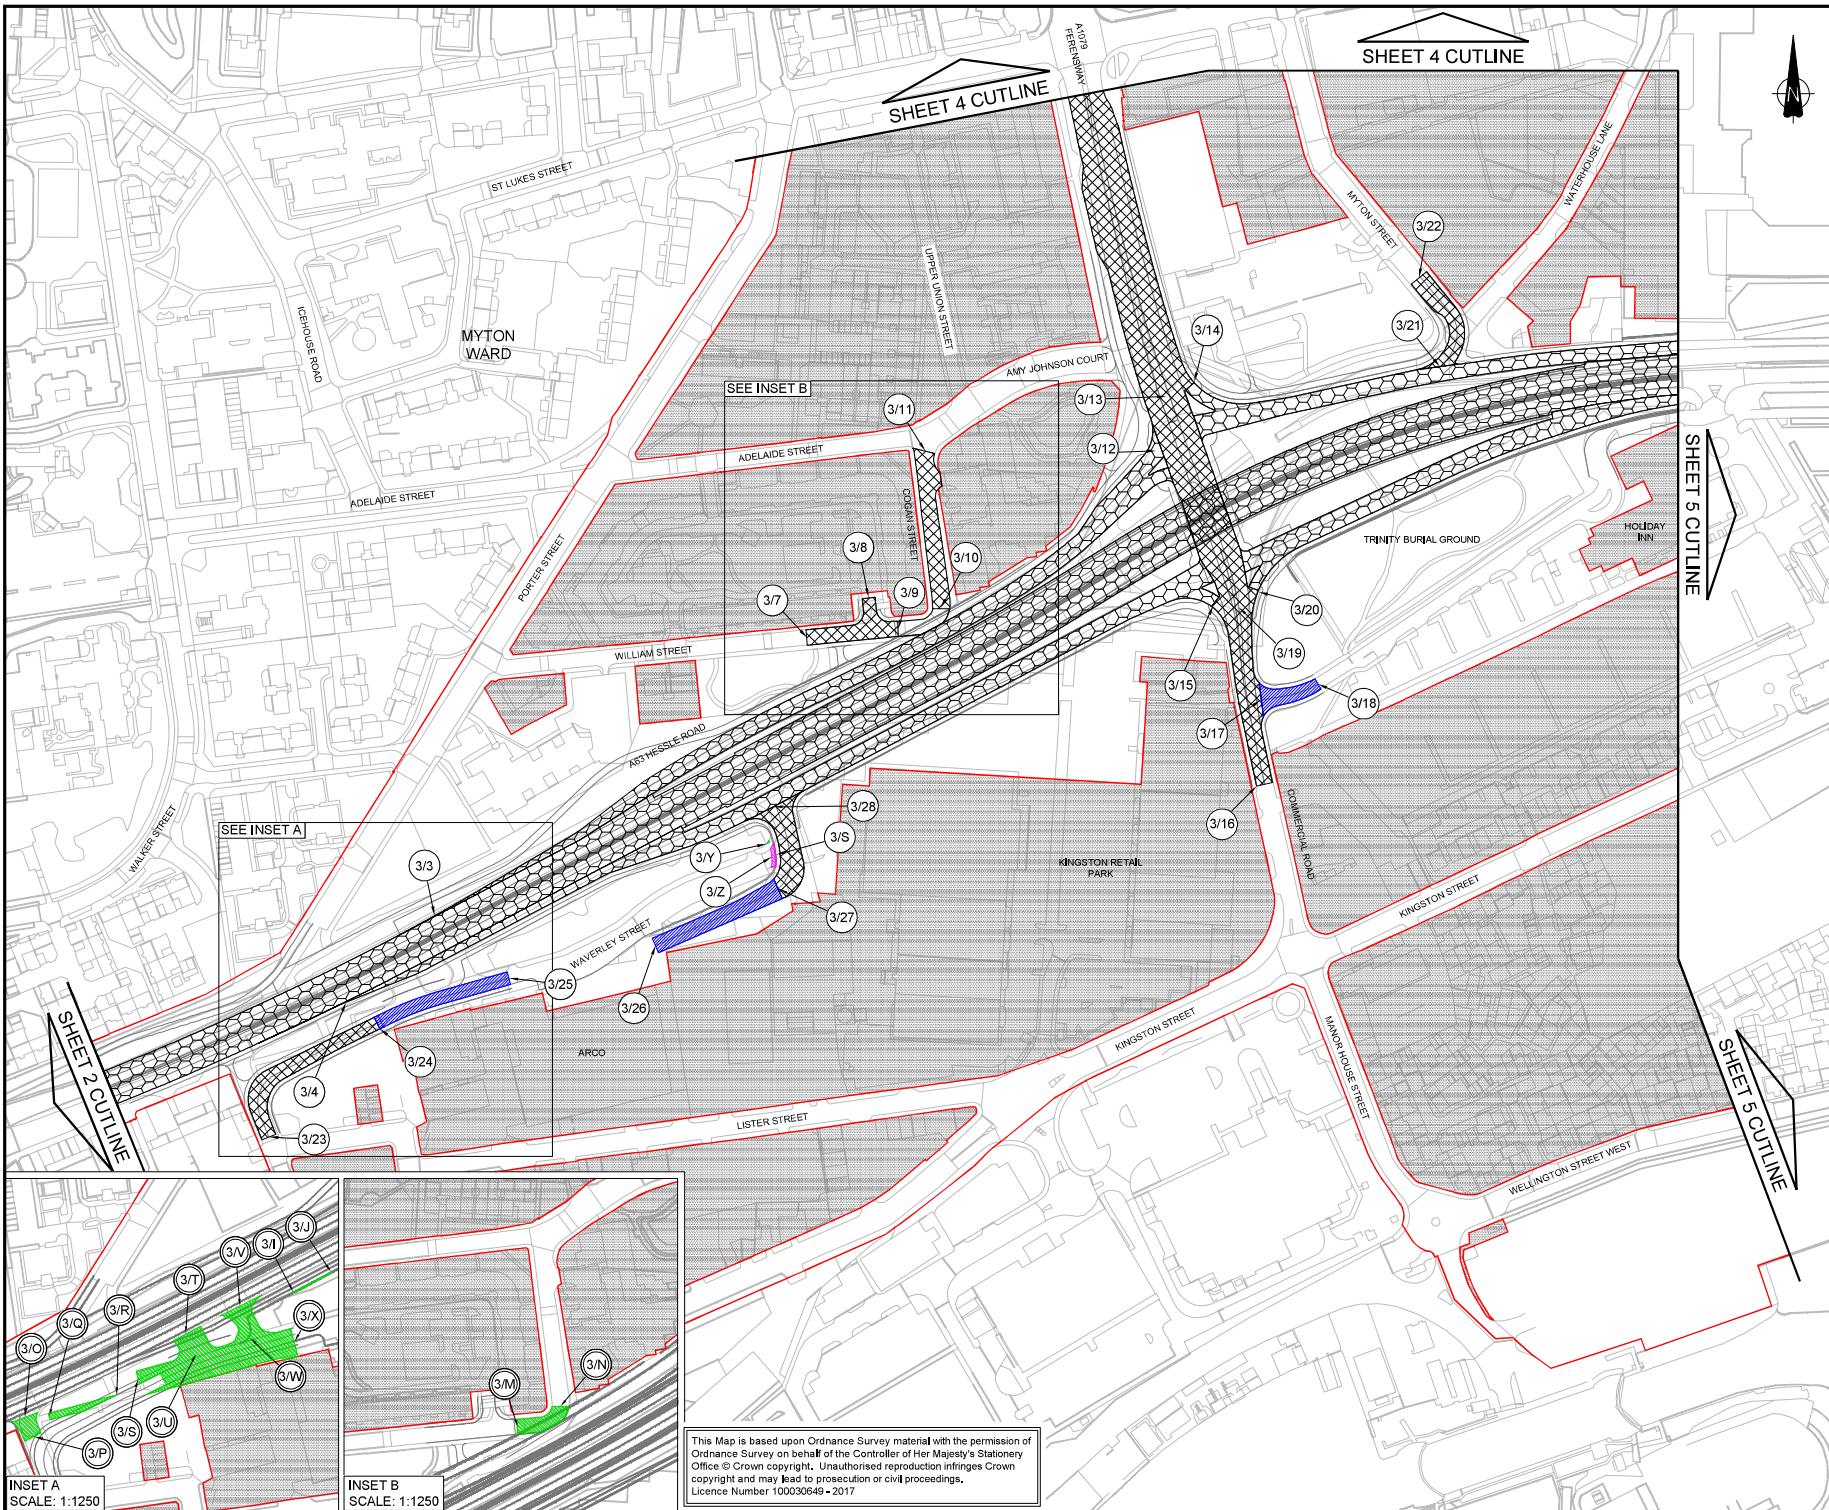 SHEET 4 CUTLINE
A1079
FERENSWAY
SHEET 4 CUTLINE
N
ST LUKES STREET
WATERHOUSE LANE
MYTON STREET
3/22
UPPER UNION STREET
ICEHOUSE ROAD
MYTON
WARD
3/14
3/21
AMY JOHNSON COURT
SEE INSET B
3/11
3/13
3/12
ADELAIDE STREET
ADELAIDE STREET
COGAN STREET
SHEET 5 CUTLINE
HOLIDAY
INN
TRINITY BURIAL GROUND
PORTER STREET
3/8
3/10
3/7
3/9
3/20
WILLIAM STREET
3/19
3/15
3/18
3/17
A63 HESSLE ROAD
WALKER STREET
SEE INSET A
3/28
3/16
COMMERCIAL ROAD
3/3
3/Y
3/S
KINGSTON RETAIL
PARK
3/Z
KINGSTON STREET
3/27
WAVERLEY STREET
3/25
3/26
SHEET 2 CUTLINE
3/24
ARCO
KINGSTON STREET
MANOR HOUSE STREET
3/4
SHEET 5 CUTLINE
3/23
LISTER STREET
WELLINGTON STREET WEST
3/V
3/I
3/J
3/T
3/R
3/Q
3/X
3/O
3/W
3/S
3/U
3/P
INSET A
SCALE: 1:1250
3/N
3/M
INSET B
SCALE: 1:1250
This Map is based upon Ordnance Survey material with the permission of
Ordnance Survey on behalf of the Controller of Her Majesty's Stationery
Office © Crown copyright. Unauthorised reproduction infringes Crown
copyright and may lead to prosecution or civil proceedings.
Licence Number 100030649 - 2017